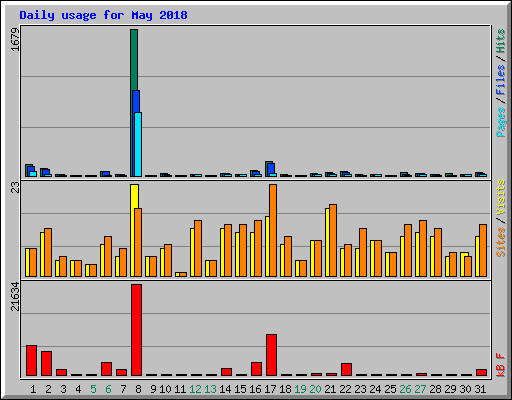 Daily usage for May 2018
1679
Pages / Files / Hits
23
Sites / Visits
21634
kB F
1 2 3 4 5 6 7 8 9 10 11 12 13 14 15 16 17 18 19 20 21 22 23 24 25 26 27 28 29 30 31